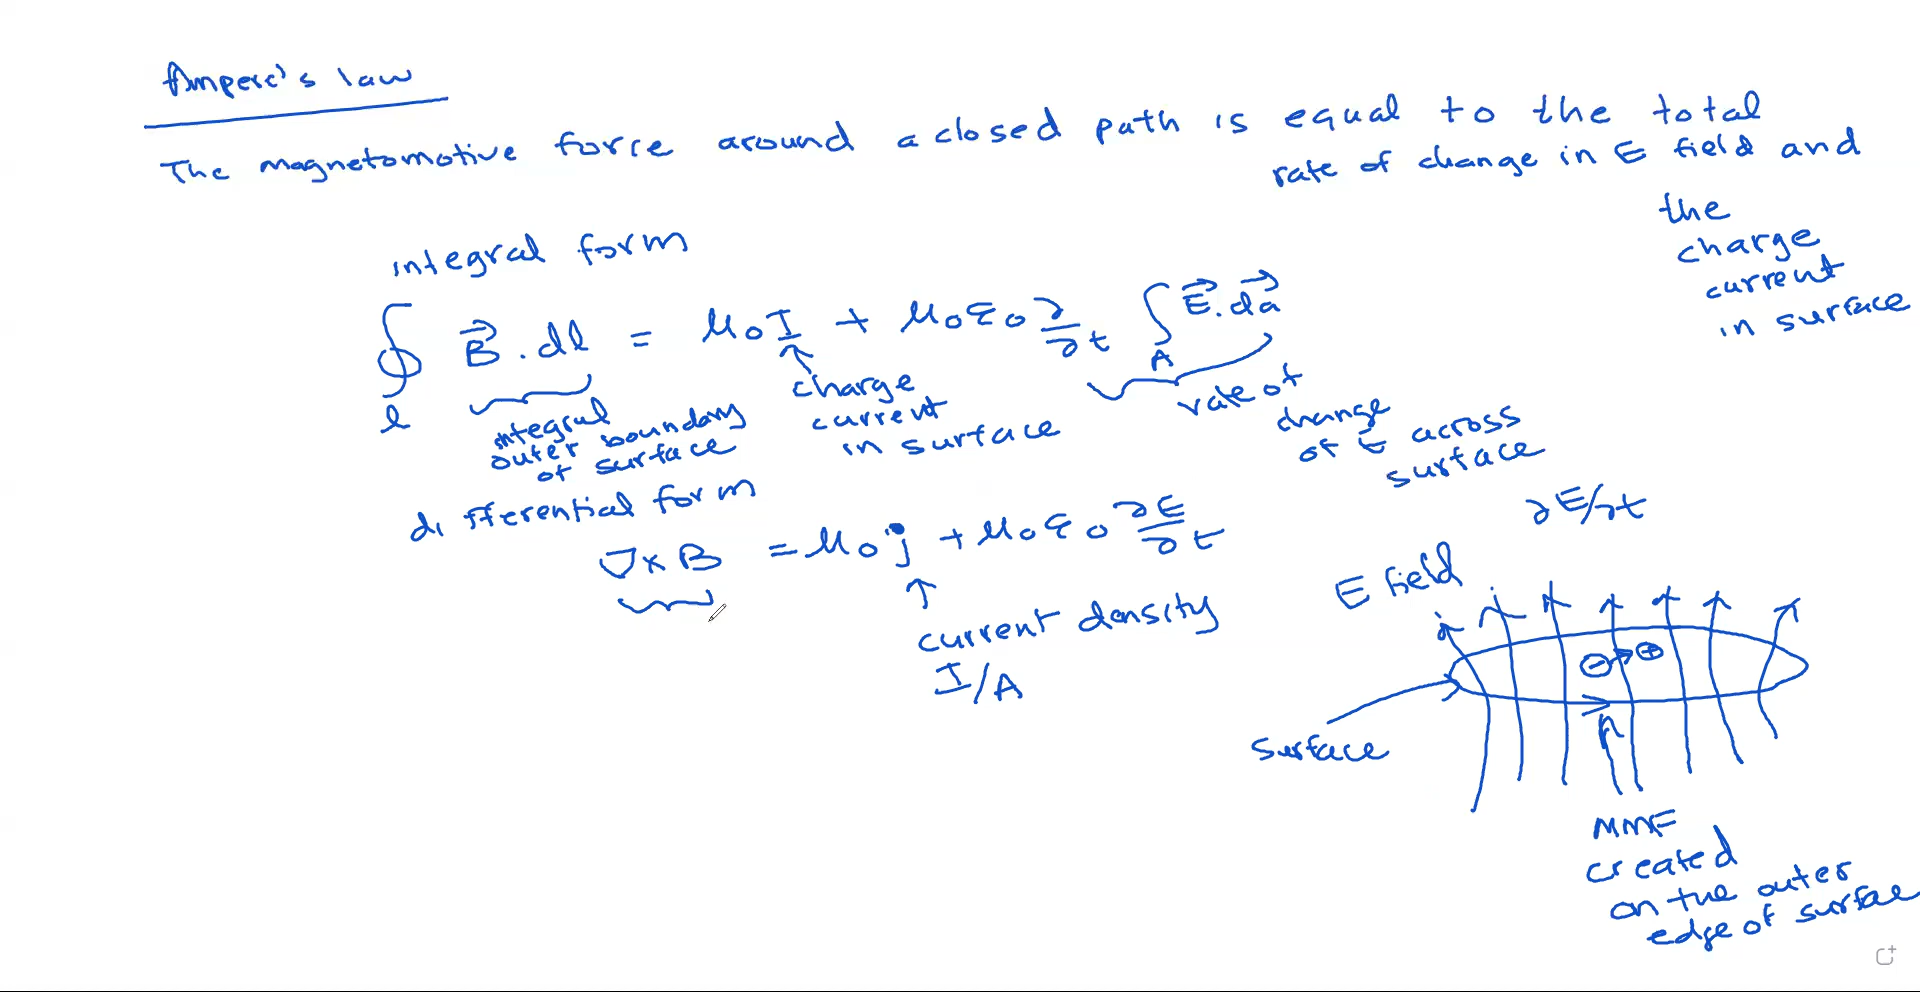 Ampere's law
The magnetomotive force around a closed path is equal to the total
rate of change in E field and
the
charge
current
in surface
integral form
∮ B⃗ . dl = μ₀I + μ₀ε₀ ∂/∂t ∫ E⃗ . da⃗
l
A
integral
outer boundary
of surface
charge
current
in surface
rate of
change
of E across
surface
differential form
∇×B = μ₀j + μ₀ε₀ ∂E/∂t
current density
I/A
∂E/∂t
E field
− +
surface
MMF
created
on the outer
edge of surface